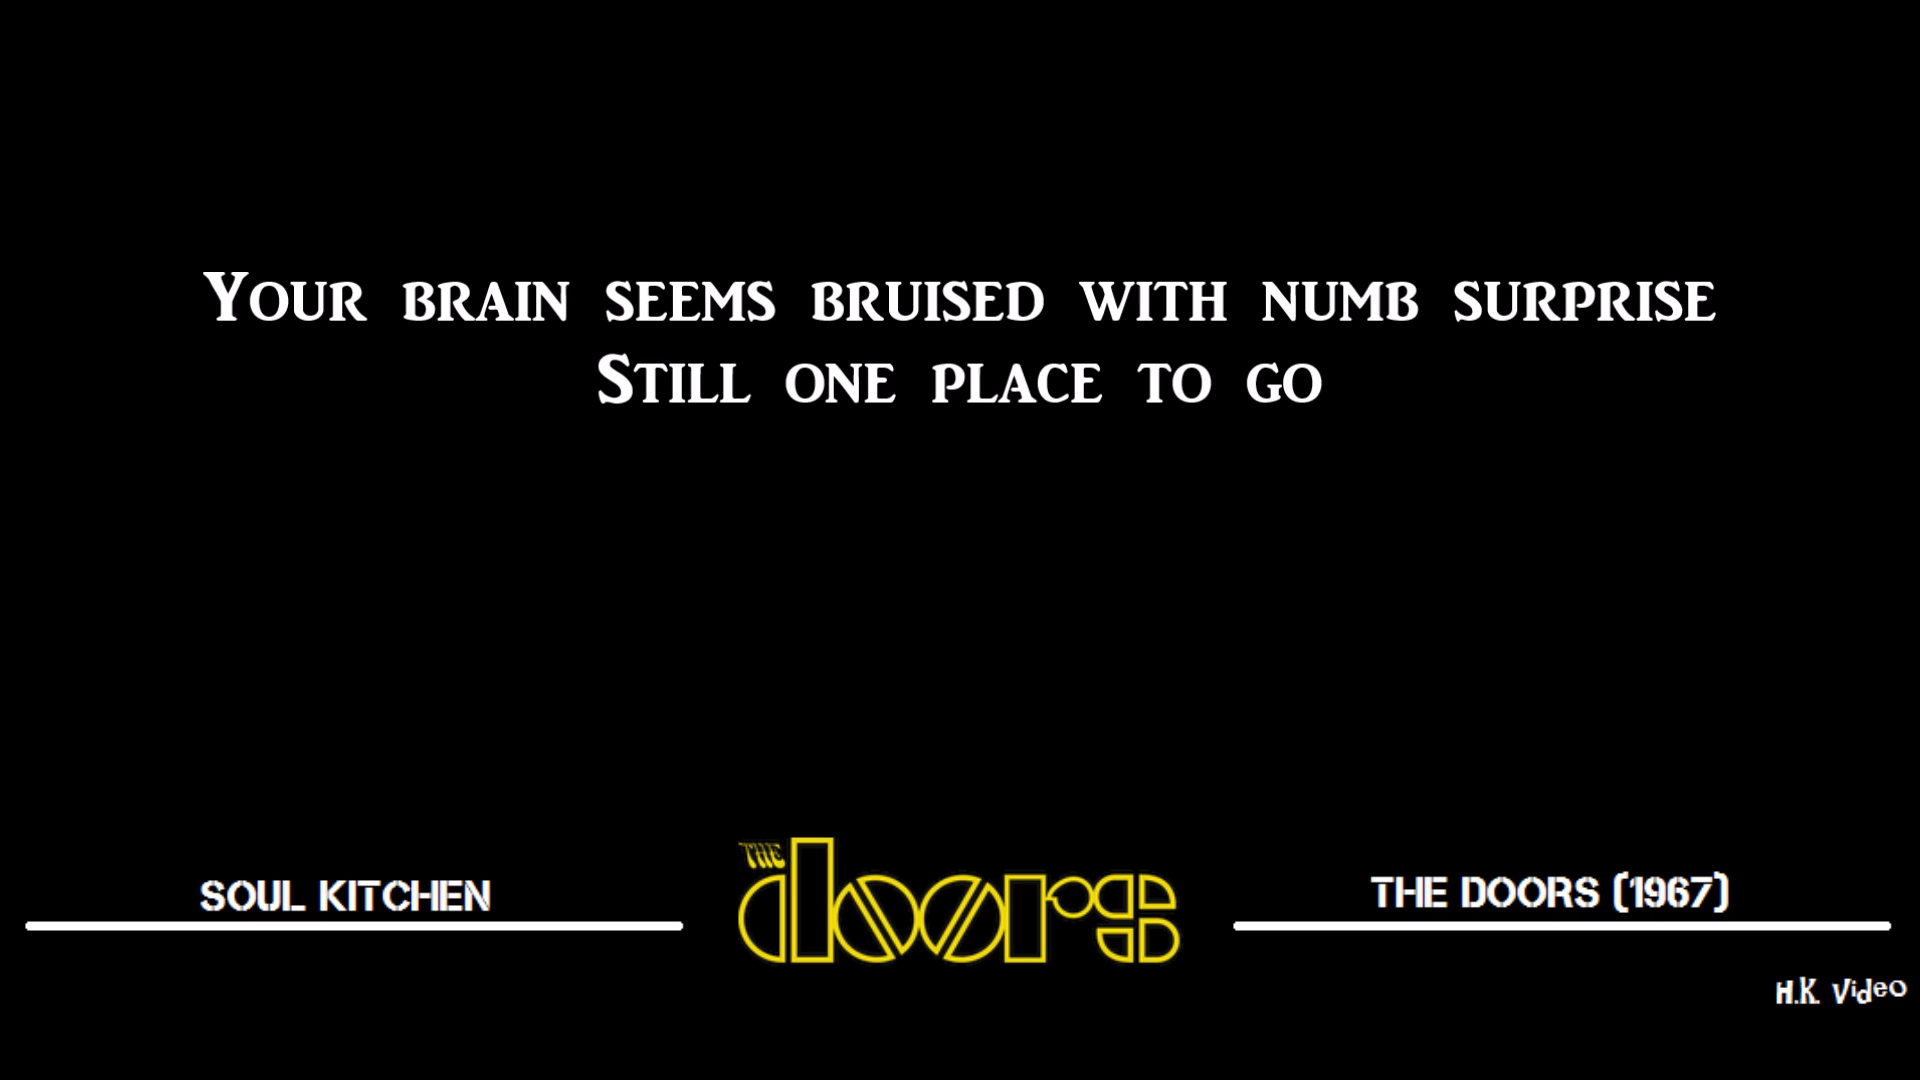 Your brain seems bruised with numb surprise
Still one place to go
SOUL KITCHEN
THE doors
THE DOORS (1967)
H.K. Video